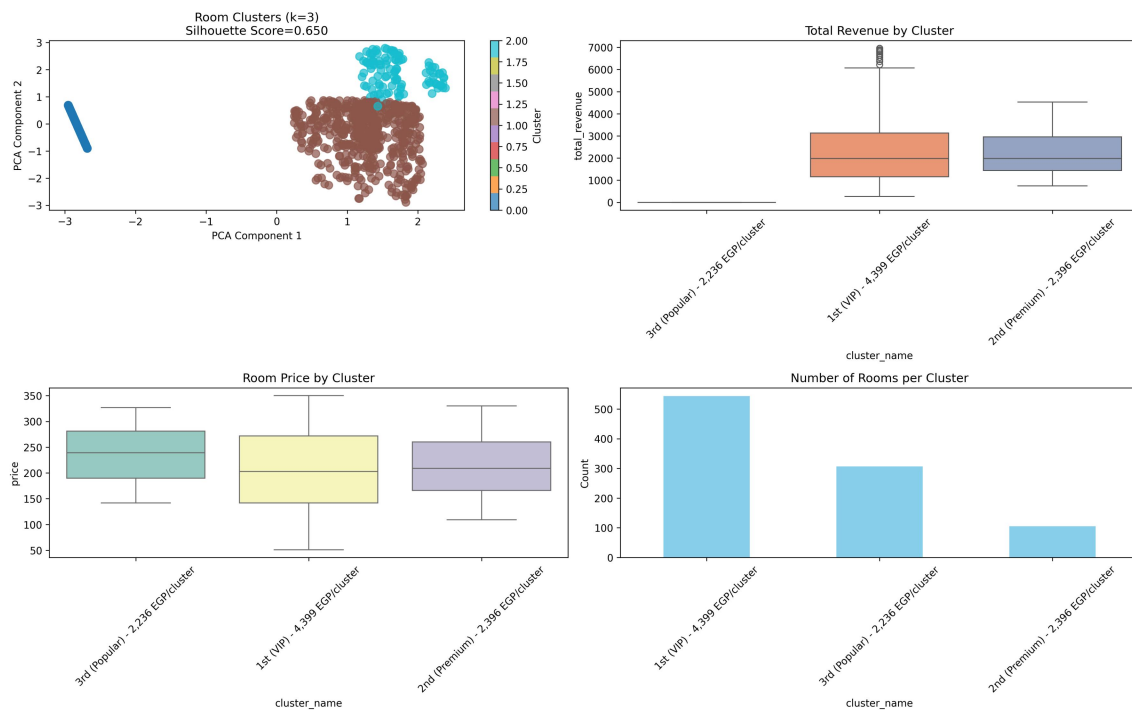 Room Clusters (k=3)
Silhouette Score=0.650
3
2
1
0
−1
−2
−3
PCA Component 2
−3
−2
−1
0
1
2
PCA Component 1
2.00
1.75
1.50
1.25
1.00
0.75
0.50
0.25
0.00
Cluster
Total Revenue by Cluster
7000
6000
5000
4000
3000
2000
1000
0
total_revenue
3rd (Popular) - 2,236 EGP/cluster
1st (VIP) - 4,399 EGP/cluster
2nd (Premium) - 2,396 EGP/cluster
cluster_name
Room Price by Cluster
350
300
250
200
150
100
50
price
3rd (Popular) - 2,236 EGP/cluster
1st (VIP) - 4,399 EGP/cluster
2nd (Premium) - 2,396 EGP/cluster
cluster_name
Number of Rooms per Cluster
500
400
300
200
100
0
Count
1st (VIP) - 4,399 EGP/cluster
3rd (Popular) - 2,236 EGP/cluster
2nd (Premium) - 2,396 EGP/cluster
cluster_name